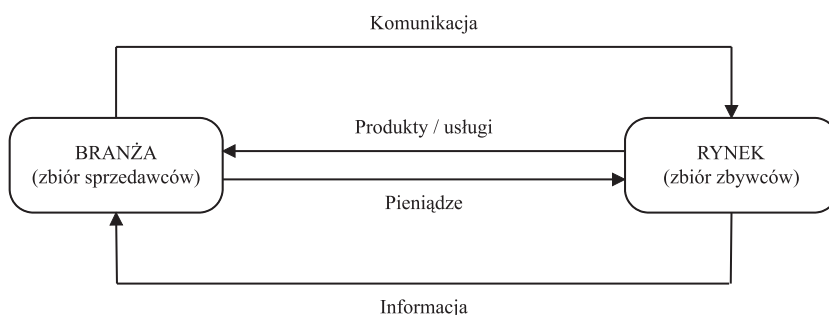 Komunikacja
Produkty / usługi
BRANŻA
(zbiór sprzedawców)
RYNEK
(zbiór zbywców)
Pieniądze
Informacja